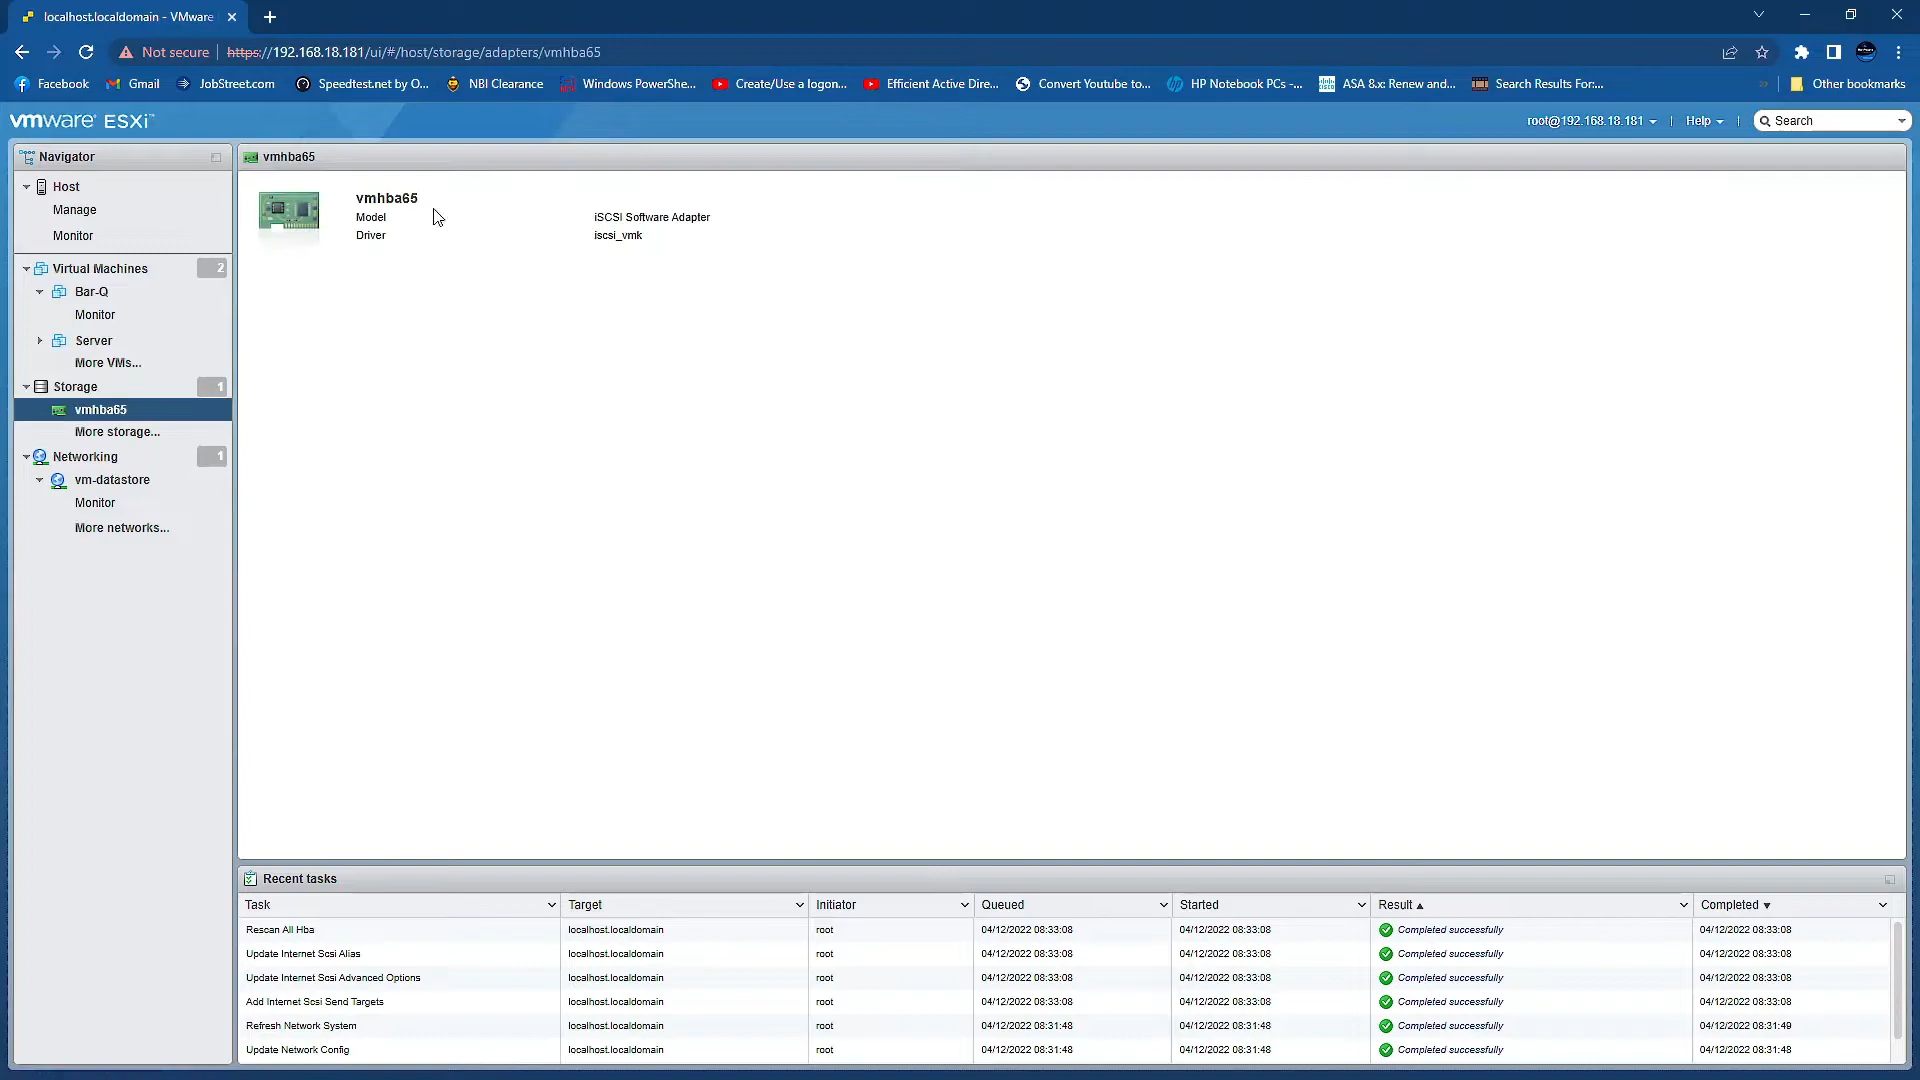 localhost.localdomain - VMware
Not secure https://192.168.18.181/ui/#/host/storage/adapters/vmhba65
Facebook Gmail JobStreet.com Speedtest.net by O... NBI Clearance Windows PowerShe... Create/Use a logon... Efficient Active Dire... Convert Youtube to... HP Notebook PCs -... ASA 8.x: Renew and... Search Results For:... » Other bookmarks
vmware ESXi™ root@192.168.18.181 | Help | Search
Navigator
Host
Manage
Monitor
Virtual Machines 2
Bar-Q
Monitor
Server
More VMs...
Storage 1
vmhba65
More storage...
Networking 1
vm-datastore
Monitor
More networks...
vmhba65
vmhba65
Model iSCSI Software Adapter
Driver iscsi_vmk
Recent tasks
Task Target Initiator Queued Started Result ▲ Completed ▼
Rescan All Hba localhost.localdomain root 04/12/2022 08:33:08 04/12/2022 08:33:08 Completed successfully 04/12/2022 08:33:08
Update Internet Scsi Alias localhost.localdomain root 04/12/2022 08:33:08 04/12/2022 08:33:08 Completed successfully 04/12/2022 08:33:08
Update Internet Scsi Advanced Options localhost.localdomain root 04/12/2022 08:33:08 04/12/2022 08:33:08 Completed successfully 04/12/2022 08:33:08
Add Internet Scsi Send Targets localhost.localdomain root 04/12/2022 08:33:08 04/12/2022 08:33:08 Completed successfully 04/12/2022 08:33:08
Refresh Network System localhost.localdomain root 04/12/2022 08:31:48 04/12/2022 08:31:48 Completed successfully 04/12/2022 08:31:49
Update Network Config localhost.localdomain root 04/12/2022 08:31:48 04/12/2022 08:31:48 Completed successfully 04/12/2022 08:31:48